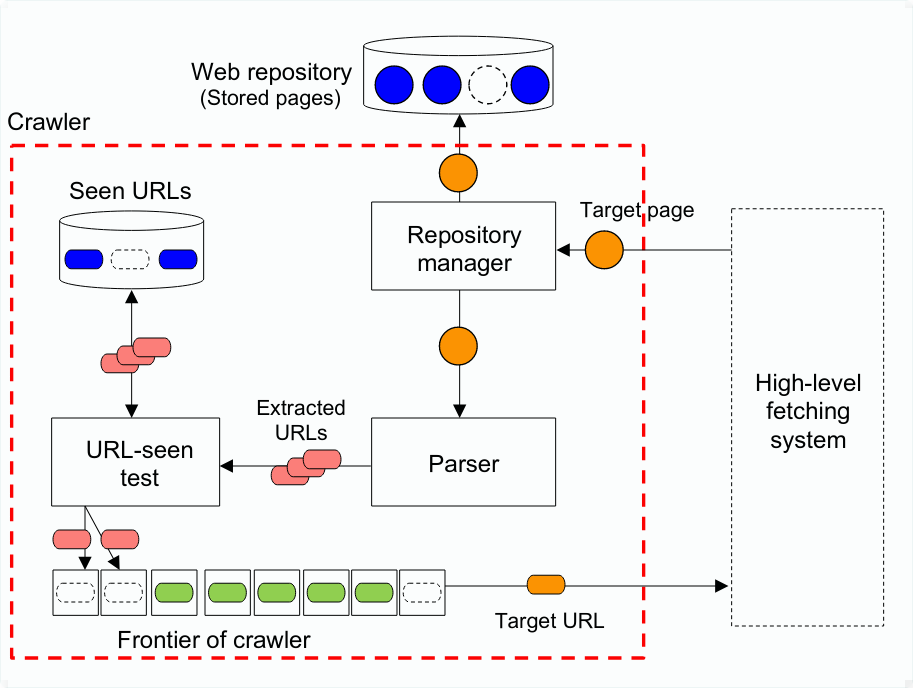 Web repository
(Stored pages)
Crawler
Seen URLs
Target page
Repository
manager
High-level
fetching
system
Extracted
URLs
URL-seen
test
Parser
Target URL
Frontier of crawler